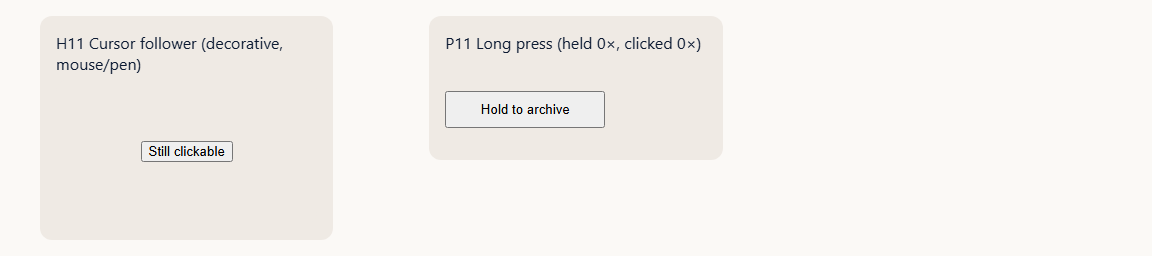 H11 Cursor follower (decorative,
mouse/pen)
Still clickable
P11 Long press (held 0×, clicked 0×)
Hold to archive